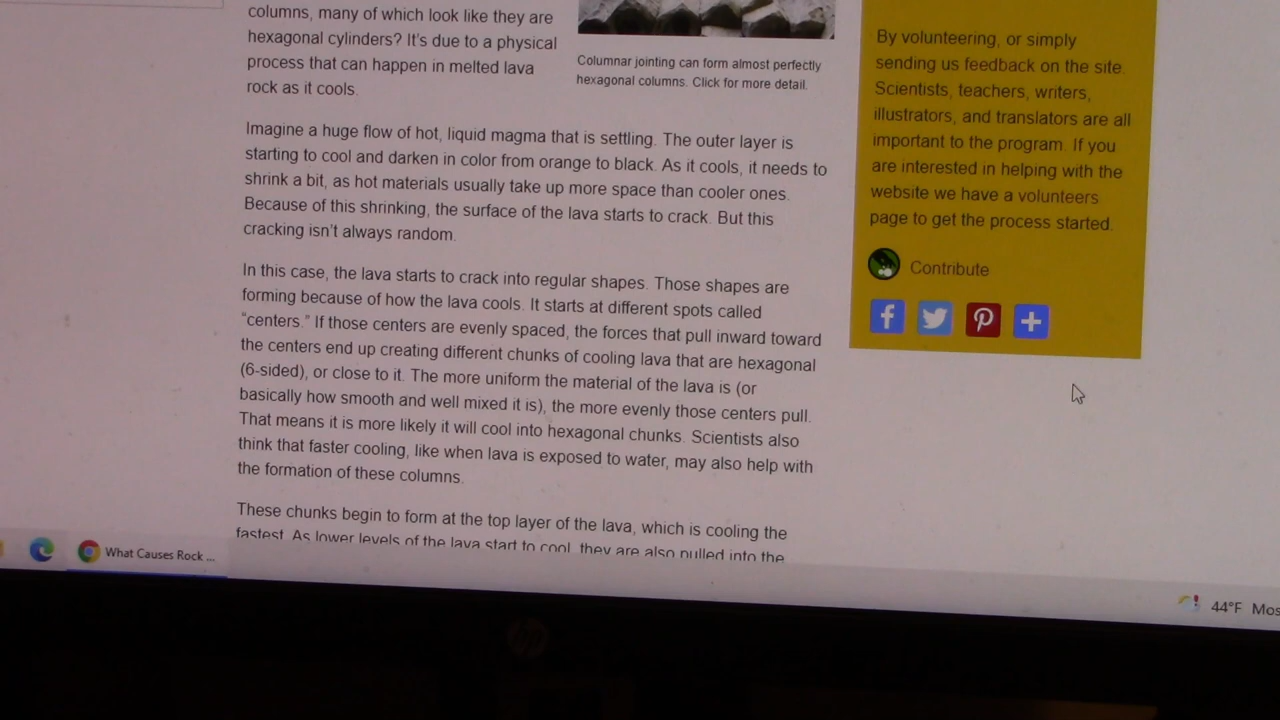 columns, many of which look like they are
hexagonal cylinders? It's due to a physical
process that can happen in melted lava
rock as it cools.
Columnar jointing can form almost perfectly
hexagonal columns. Click for more detail.
Imagine a huge flow of hot, liquid magma that is settling. The outer layer is
starting to cool and darken in color from orange to black. As it cools, it needs to
shrink a bit, as hot materials usually take up more space than cooler ones.
Because of this shrinking, the surface of the lava starts to crack. But this
cracking isn't always random.
In this case, the lava starts to crack into regular shapes. Those shapes are
forming because of how the lava cools. It starts at different spots called
“centers.” If those centers are evenly spaced, the forces that pull inward toward
the centers end up creating different chunks of cooling lava that are hexagonal
(6-sided), or close to it. The more uniform the material of the lava is (or
basically how smooth and well mixed it is), the more evenly those centers pull.
That means it is more likely it will cool into hexagonal chunks. Scientists also
think that faster cooling, like when lava is exposed to water, may also help with
the formation of these columns.
These chunks begin to form at the top layer of the lava, which is cooling the
fastest. As lower levels of the lava start to cool, they are also pulled into the
By volunteering, or simply
sending us feedback on the site.
Scientists, teachers, writers,
illustrators, and translators are all
important to the program. If you
are interested in helping with the
website we have a volunteers
page to get the process started.
Contribute
What Causes Rock ...
44°F Mos
hp